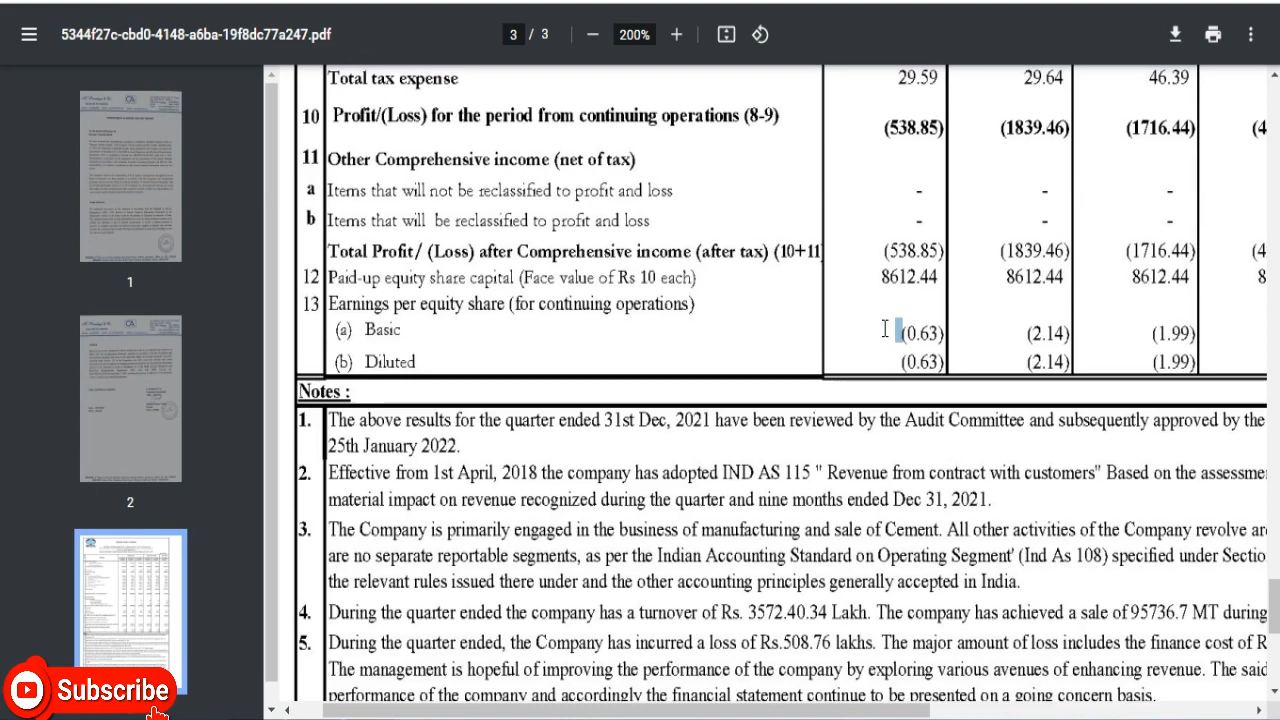 5344f27c-cbd0-4148-a6ba-19f8dc77a247.pdf 3 / 3 200%
Total tax expense 29.59 29.64 46.39
10 Profit/(Loss) for the period from continuing operations (8-9) (538.85) (1839.46) (1716.44) (4
11 Other Comprehensive income (net of tax)
a Items that will not be reclassified to profit and loss - - -
b Items that will be reclassified to profit and loss - - -
Total Profit/ (Loss) after Comprehensive income (after tax) (10+11 (538.85) (1839.46) (1716.44) (4
12 Paid-up equity share capital (Face value of Rs 10 each) 8612.44 8612.44 8612.44 8
13 Earnings per equity share (for continuing operations)
(a) Basic (0.63) (2.14) (1.99)
(b) Diluted (0.63) (2.14) (1.99)
Notes :
1. The above results for the quarter ended 31st Dec, 2021 have been reviewed by the Audit Committee and subsequently approved by the
25th January 2022.
2. Effective from 1st April, 2018 the company has adopted IND AS 115 " Revenue from contract with customers" Based on the assessme
material impact on revenue recognized during the quarter and nine months ended Dec 31, 2021.
3. The Company is primarily engaged in the business of manufacturing and sale of Cement. All other activities of the Company revolve
are no separate reportable segments, as per the Indian Accounting Standard on 'Operating Segment' (Ind As 108) specified under Sectio
the relevant rules issued there under and the other accounting principles generally accepted in India.
4. During the quarter ended the company has a turnover of Rs. Lakh. The company has achieved a sale of 95736.7 MT during
5. During the quarter, the company has incurred a loss of Rs. lakhs. The major portion of loss includes the finance cost of R
The management is hopeful of improving the performance of the company by exploring various avenues of enhancing revenue. The said
performance of the company and accordingly the financial statement continue to be presented on a going concern basis.
1
2
Subscribe